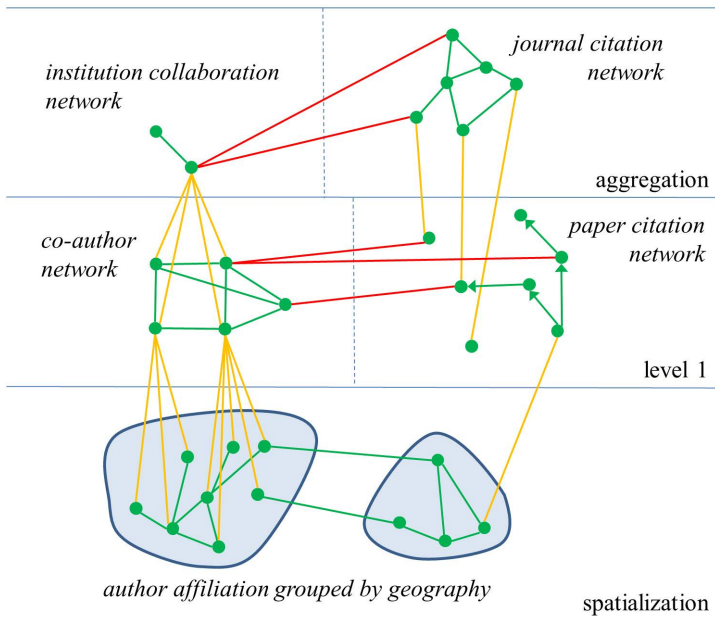 institution collaboration
network
journal citation
network
aggregation
co-author
network
paper citation
network
level 1
author affiliation grouped by geography
spatialization